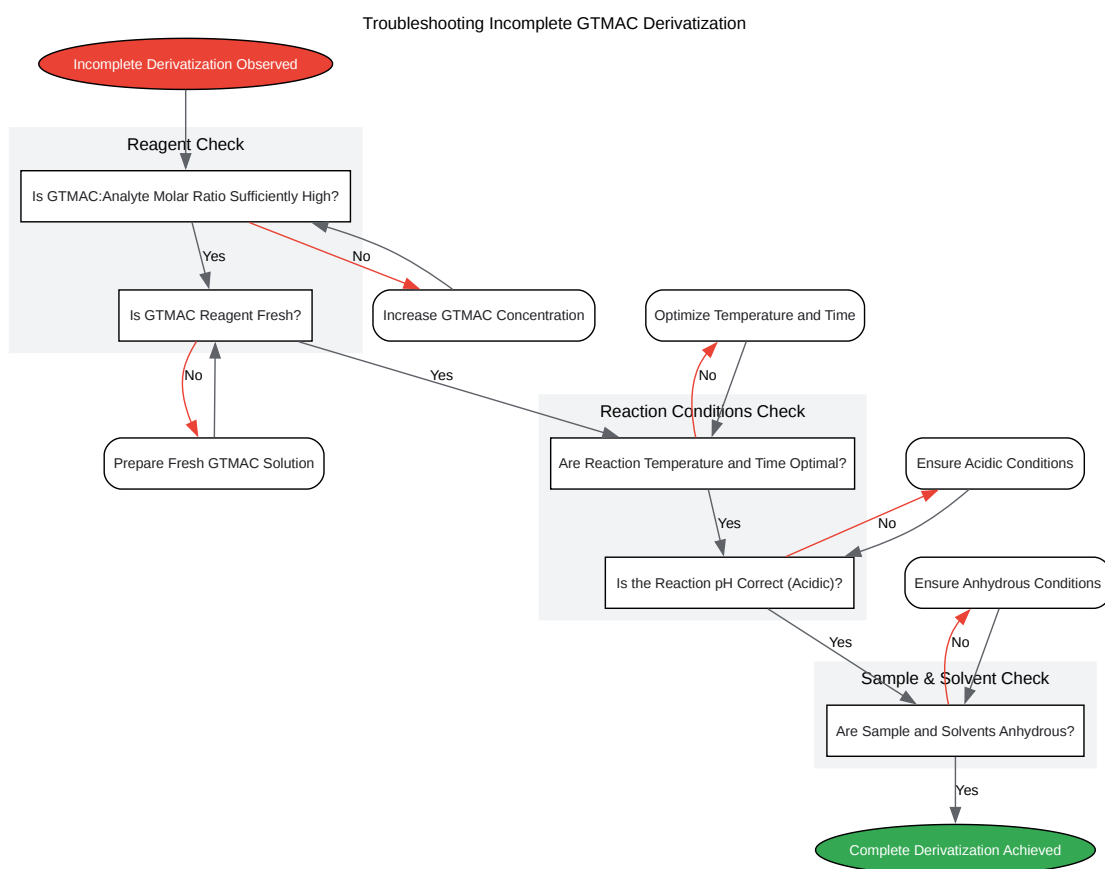 Troubleshooting Incomplete GTMAC Derivatization
Incomplete Derivatization Observed
Reagent Check
Is GTMAC:Analyte Molar Ratio Sufficiently High?
Yes
No
Is GTMAC Reagent Fresh?
Increase GTMAC Concentration
Optimize Temperature and Time
No
Yes
No
Reaction Conditions Check
Prepare Fresh GTMAC Solution
Are Reaction Temperature and Time Optimal?
Ensure Acidic Conditions
Yes
No
Is the Reaction pH Correct (Acidic)?
Ensure Anhydrous Conditions
Yes
No
Sample & Solvent Check
Are Sample and Solvents Anhydrous?
Yes
Complete Derivatization Achieved